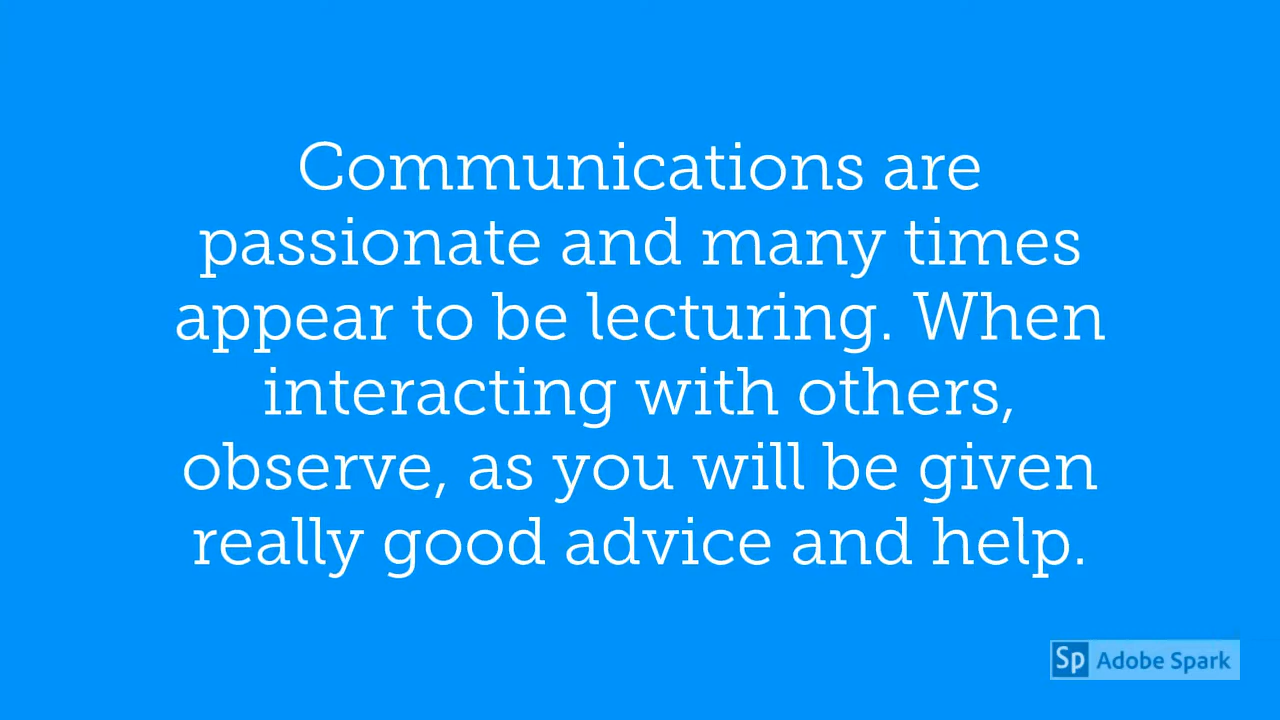 Communications are
passionate and many times
appear to be lecturing. When
interacting with others,
observe, as you will be given
really good advice and help.
Sp Adobe Spark